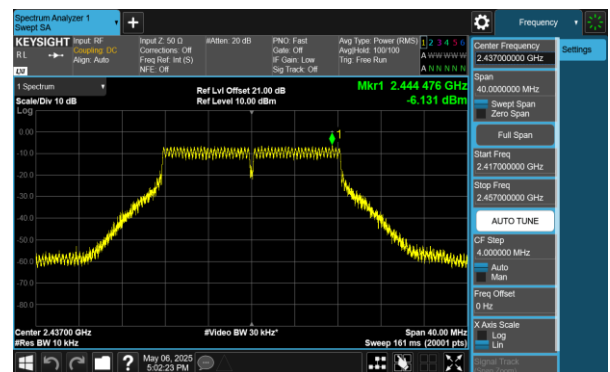 Spectrum Analyzer 1
Swept SA
+
Frequency
KEYSIGHT
RL
LXI
Input: RF
Coupling: DC
Align: Auto
Input Z: 50 Ω
Corrections: Off
Freq Ref: Int (S)
NFE: Off
#Atten: 20 dB
PNO: Fast
Gate: Off
IF Gain: Low
Sig Track: Off
Avg Type: Power (RMS)
Avg|Hold: 100/100
Trig: Free Run
1 2 3 4 5 6
A W W W W W
A N N N N N
1 Spectrum
Scale/Div 10 dB
Log
Ref Lvl Offset 21.00 dB
Ref Level 10.00 dBm
Mkr1 2.444 476 GHz
-6.131 dBm
1
0.00
-10.0
-20.0
-30.0
-40.0
-50.0
-60.0
-70.0
-80.0
Center 2.43700 GHz
#Res BW 10 kHz
#Video BW 30 kHz*
Span 40.00 MHz
Sweep 161 ms (20001 pts)
Center Frequency
2.437000000 GHz
Settings
Span
40.0000000 MHz
Swept Span
Zero Span
Full Span
Start Freq
2.417000000 GHz
Stop Freq
2.457000000 GHz
AUTO TUNE
CF Step
4.000000 MHz
Auto
Man
Freq Offset
0 Hz
X Axis Scale
Log
Lin
Signal Track
?
May 06, 2025
5:02:23 PM